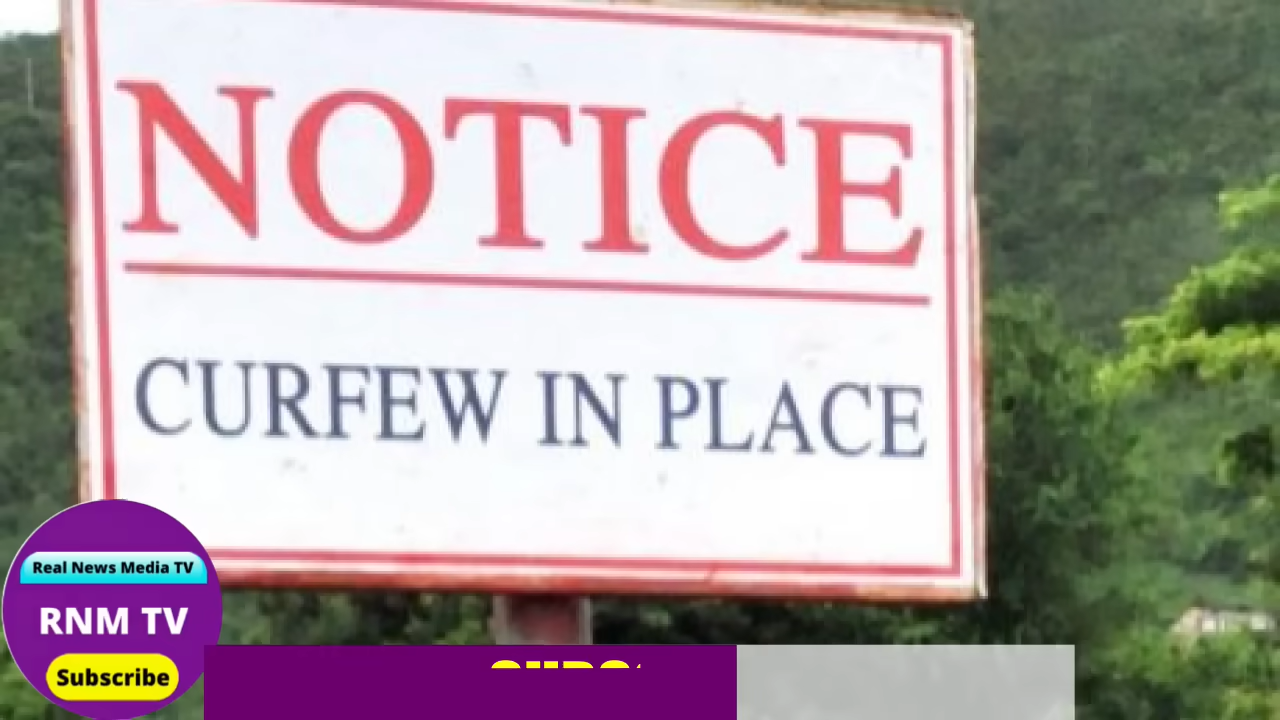 NOTICE
CURFEW IN PLACE
Real News Media TV
RNM TV
Subscribe